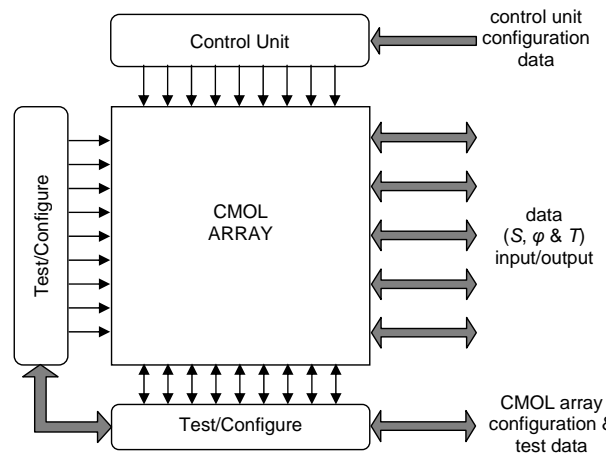 Control Unit
control unit
configuration
data
Test/Configure
CMOL
ARRAY
data
(S, φ & T)
input/output
Test/Configure
CMOL array
configuration &
test data